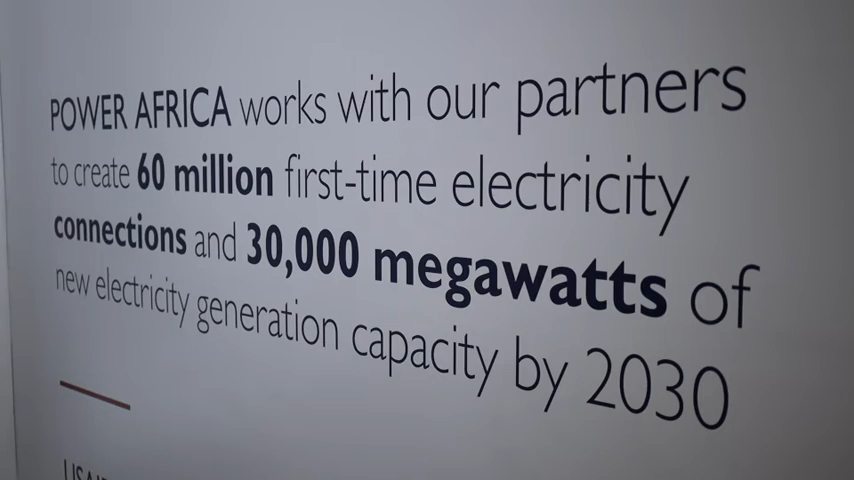 POWER AFRICA works with our partners
to create 60 million first-time electricity
connections and 30,000 megawatts of
new electricity generation capacity by 2030